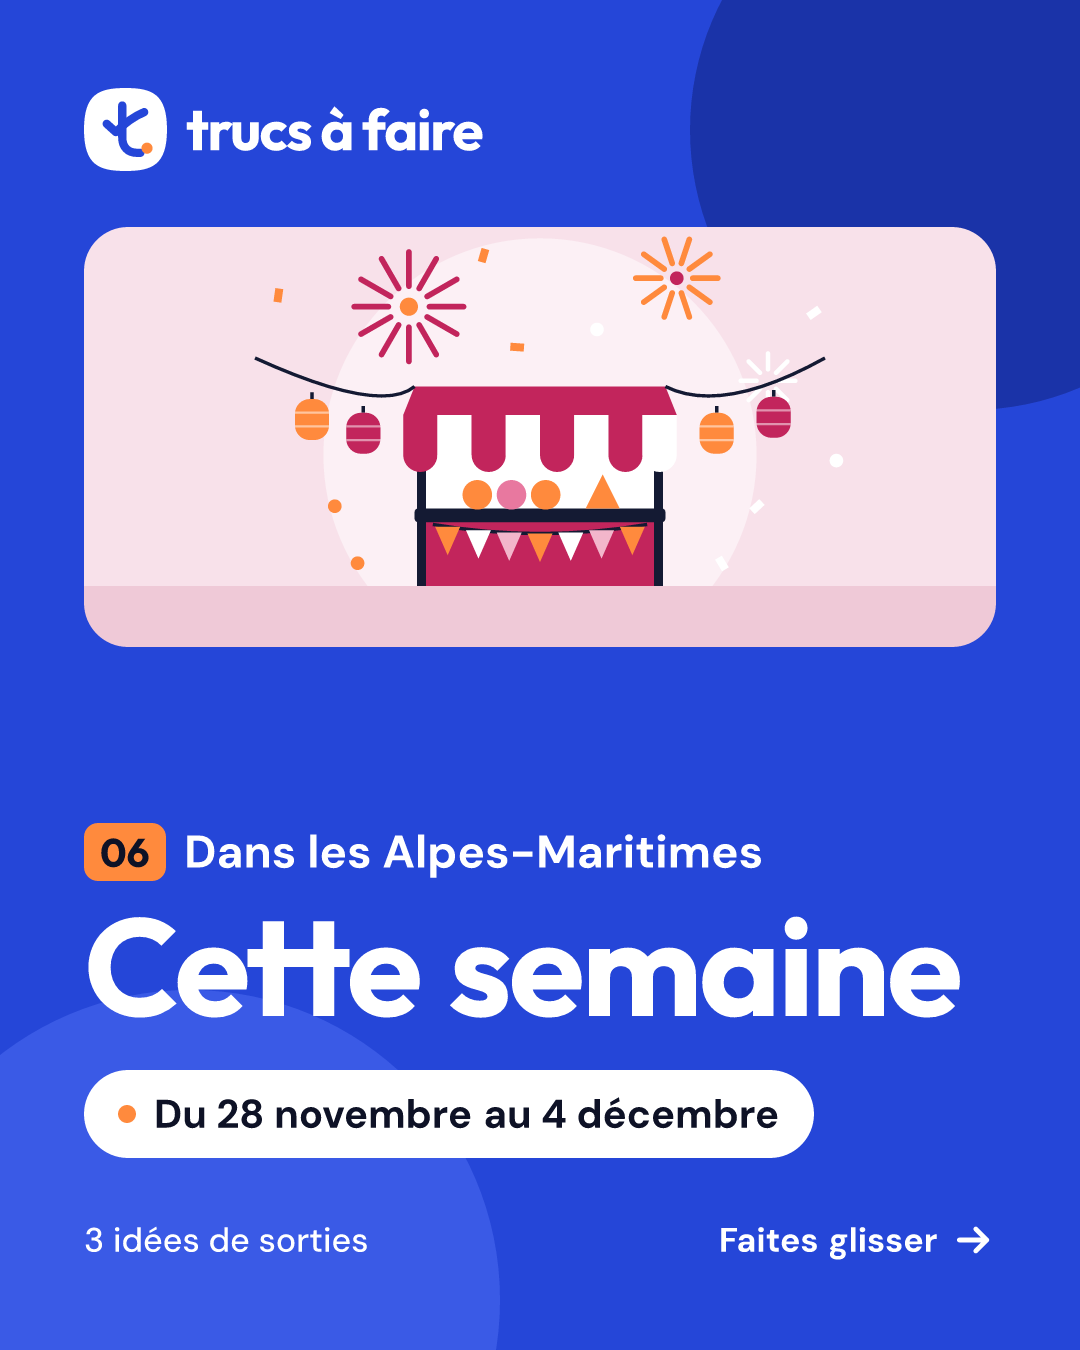 trucs à faire
06 Dans les Alpes-Maritimes
Cette semaine
Du 28 novembre au 4 décembre
3 idées de sorties
Faites glisser →